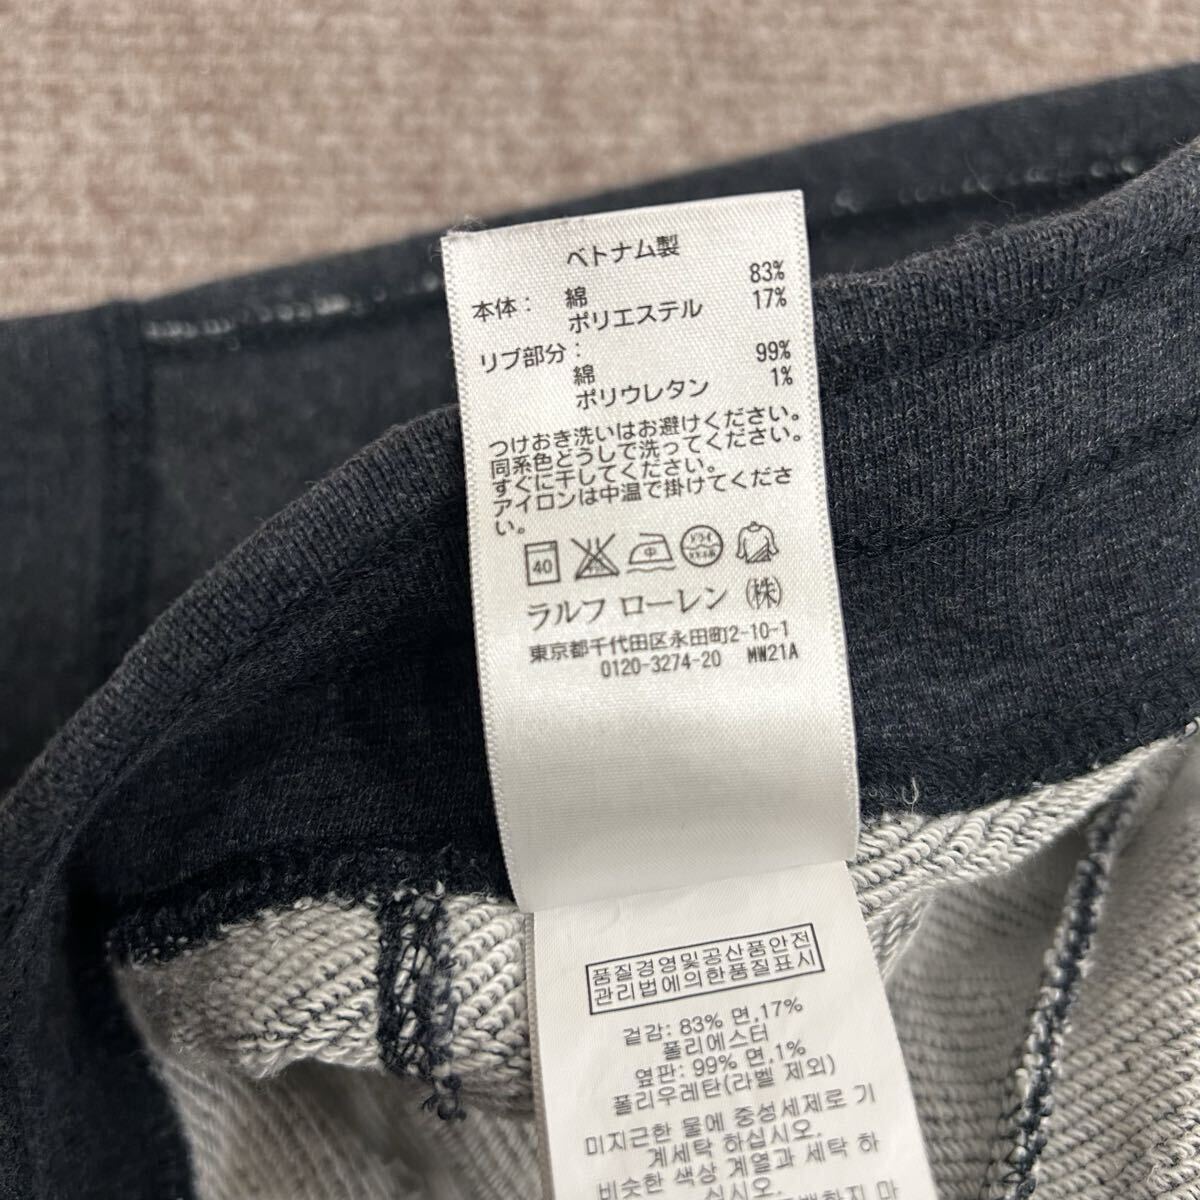 ベトナム製
本体: 綿 83%
ポリエステル 17%
リブ部分:
綿 99%
ポリウレタン 1%
つけおき洗いはお避けください。
同系色どうしで洗ってください。
すぐに干してください。
アイロンは中温で掛けてくださ
い。
40 中 ドライ
ラルフ ローレン (株)
東京都千代田区永田町2-10-1
0120-3274-20 MW21A
품질경영및공산품안전
관리법에의한품질표시
겉감: 83% 면,17%
폴리에스터
옆판: 99% 면,1%
폴리우레탄(라벨 제외)
미지근한 물에 중성세제로 기
계세탁 하십시오.
비슷한 색상 계열과 세탁 하
십시오.